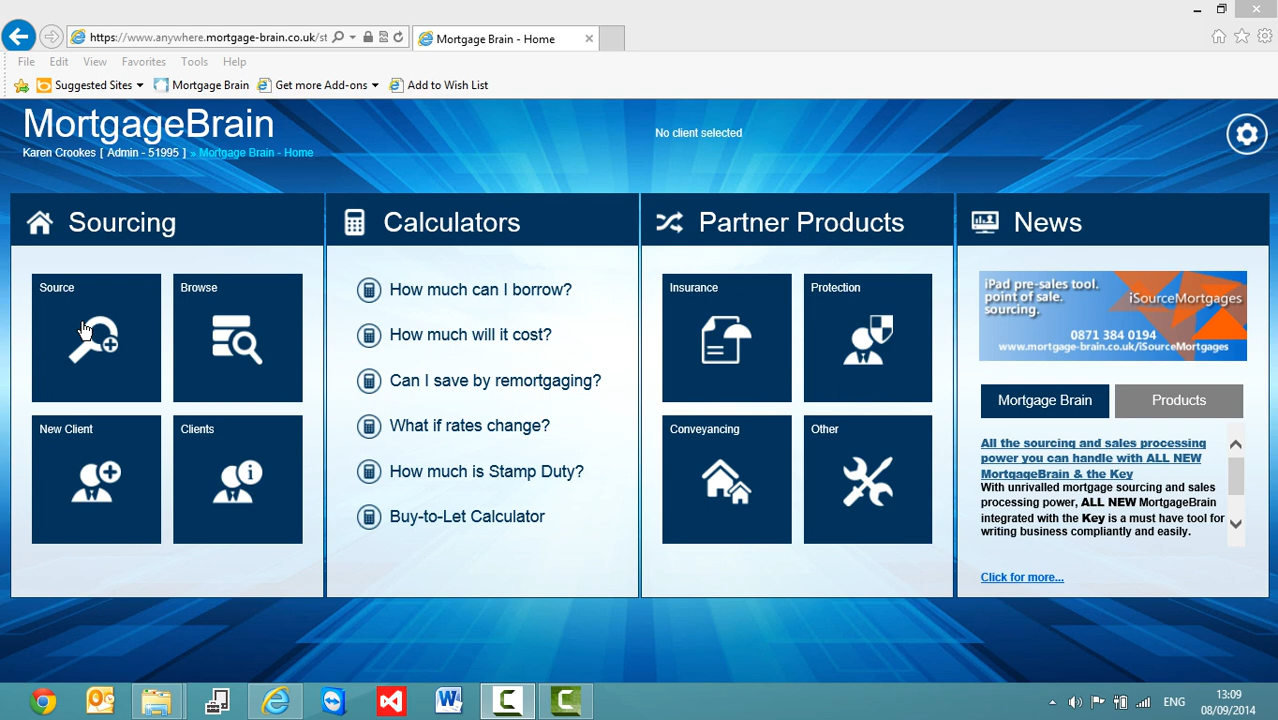 https://www.anywhere.mortgage-brain.co.uk/st
Mortgage Brain - Home
File Edit View Favorites Tools Help
Suggested Sites Mortgage Brain Get more Add-ons Add to Wish List
MortgageBrain
Karen Crookes [ Admin - 51995 ] » Mortgage Brain - Home
No client selected
Sourcing
Source
Browse
New Client
Clients
Calculators
How much can I borrow?
How much will it cost?
Can I save by remortgaging?
What if rates change?
How much is Stamp Duty?
Buy-to-Let Calculator
Partner Products
Insurance
Protection
Conveyancing
Other
News
iPad pre-sales tool.
point of sale.
sourcing.
iSourceMortgages
0871 384 0194
www.mortgage-brain.co.uk/iSourceMortgages
Mortgage Brain
Products
All the sourcing and sales processing
power you can handle with ALL NEW
MortgageBrain & the Key
With unrivalled mortgage sourcing and sales
processing power, ALL NEW MortgageBrain
integrated with the Key is a must have tool for
writing business compliantly and easily.
Click for more...
ENG
13:09
08/09/2014